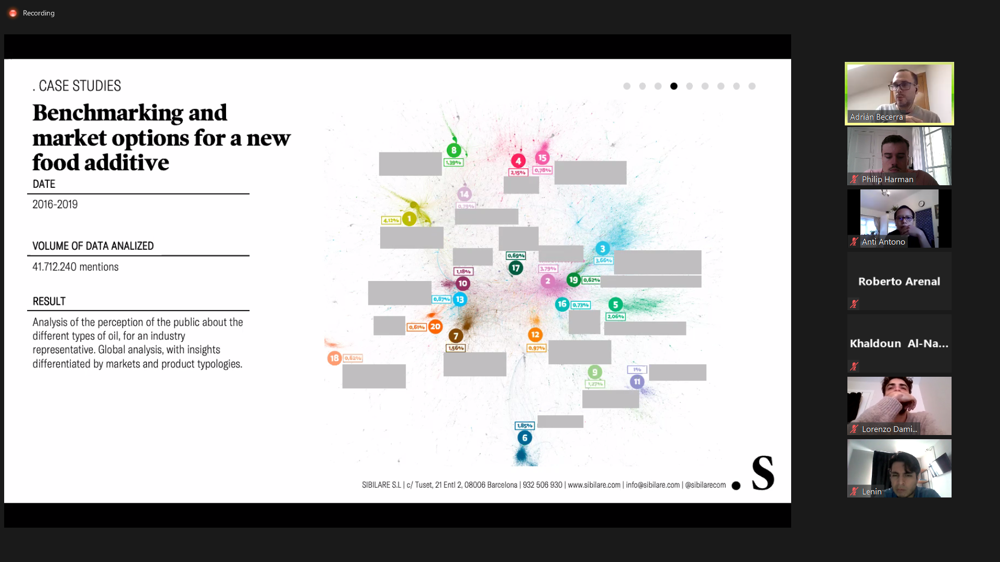 Recording
. CASE STUDIES
Benchmarking and
market options for a new
food additive
DATE
2016-2019
VOLUME OF DATA ANALIZED
41.712.240 mentions
RESULT
Analysis of the perception of the public about the
different types of oil, for an industry
representative. Global analysis, with insights
differentiated by markets and product typologies.
8
1,39%
4
2,15%
15
0,78%
14
0,79%
4,12%
1
0,69%
17
3
3,66%
3,79%
2
19
0,62%
1,18%
10
0,67%
13
16
0,73%
5
2,06%
0,61%
20
7
1,56%
12
0,97%
18
0,62%
9
1,27%
1%
11
1,85%
6
SIBILARE S.L | c/ Tuset, 21 Entl 2, 08006 Barcelona | 932 506 930 | www.sibilare.com | info@sibilare.com | @sibilarecom
. S
Adrián Becerra
Philip Harman
Anti Antono
Roberto Arenal
Khaldoun Al-Na...
Lorenzo Dami...
Lenin